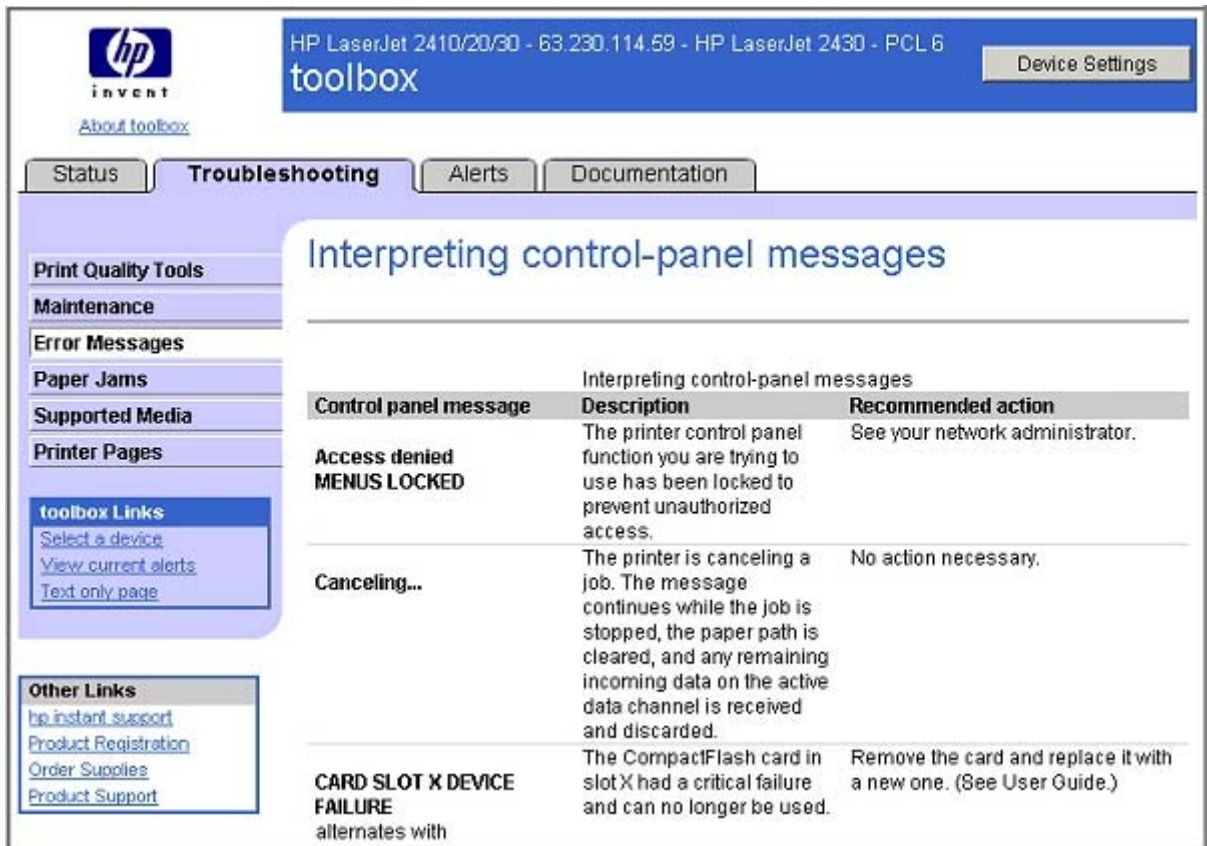 hp
invent
About toolbox
HP LaserJet 2410/20/30 - 63.230.114.59 - HP LaserJet 2430 - PCL 6
toolbox
Device Settings
Status
Troubleshooting
Alerts
Documentation
Print Quality Tools
Maintenance
Error Messages
Paper Jams
Supported Media
Printer Pages
toolbox Links
Select a device
View current alerts
Text only page
Other Links
hp instant support
Product Registration
Order Supplies
Product Support
Interpreting control-panel messages
Interpreting control-panel messages
Control panel message
Description
Recommended action
Access denied
MENUS LOCKED
The printer control panel
function you are trying to
use has been locked to
prevent unauthorized
access.
See your network administrator.
Canceling...
The printer is canceling a
job. The message
continues while the job is
stopped, the paper path is
cleared, and any remaining
incoming data on the active
data channel is received
and discarded.
No action necessary.
CARD SLOT X DEVICE
FAILURE
alternates with
The CompactFlash card in
slot X had a critical failure
and can no longer be used.
Remove the card and replace it with
a new one. (See User Guide.)